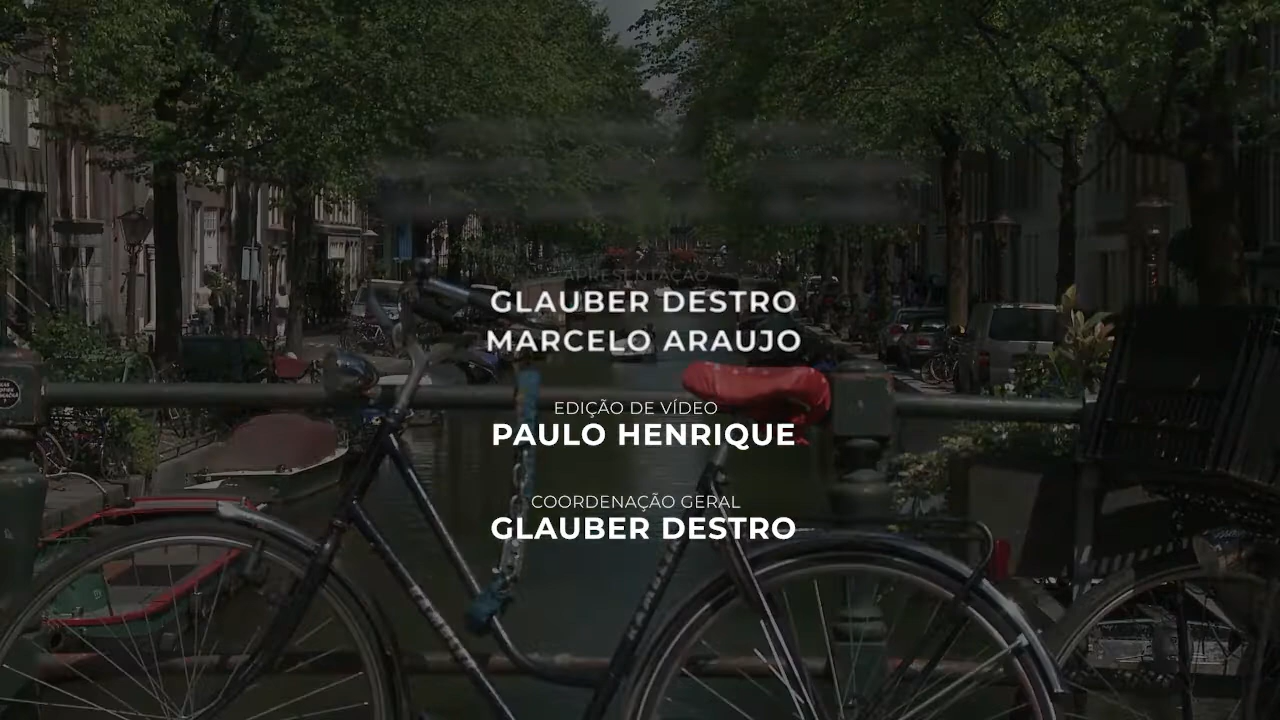 APRESENTAÇÃO
GLAUBER DESTRO
MARCELO ARAUJO
EDIÇÃO DE VÍDEO
PAULO HENRIQUE
COORDENAÇÃO GERAL
GLAUBER DESTRO